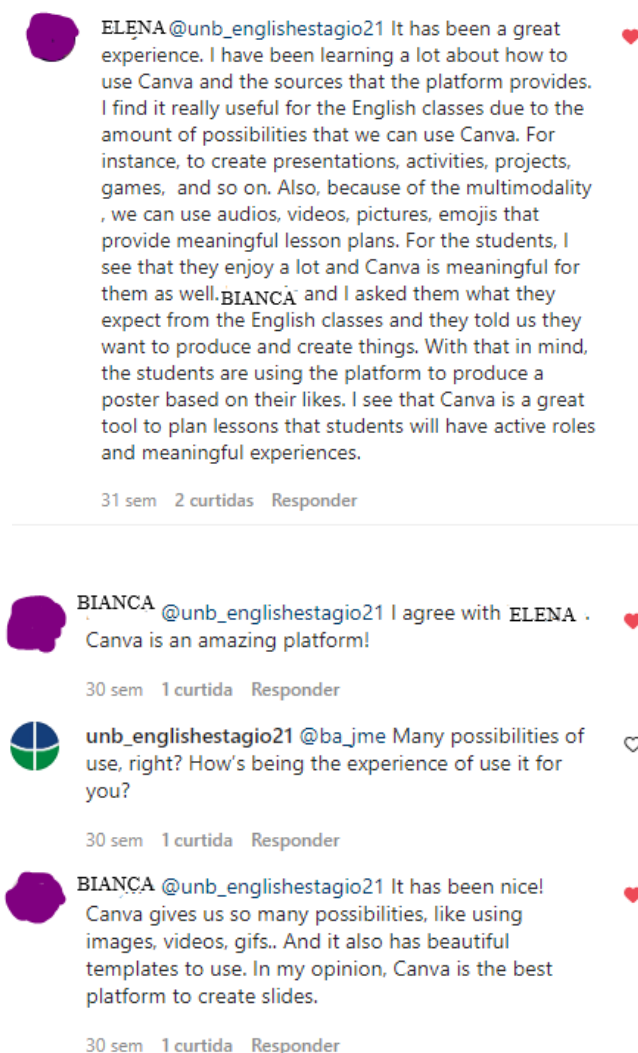 ELENA @unb_englishestagio21 It has been a great
experience. I have been learning a lot about how to
use Canva and the sources that the platform provides.
I find it really useful for the English classes due to the
amount of possibilities that we can use Canva. For
instance, to create presentations, activities, projects,
games, and so on. Also, because of the multimodality
, we can use audios, videos, pictures, emojis that
provide meaningful lesson plans. For the students, I
see that they enjoy a lot and Canva is meaningful for
them as well. BIANCA and I asked them what they
expect from the English classes and they told us they
want to produce and create things. With that in mind,
the students are using the platform to produce a
poster based on their likes. I see that Canva is a great
tool to plan lessons that students will have active roles
and meaningful experiences.
31 sem 2 curtidas Responder
BIANCA @unb_englishestagio21 I agree with ELENA .
Canva is an amazing platform!
30 sem 1 curtida Responder
unb_englishestagio21 @ba_jme Many possibilities of
use, right? How's being the experience of use it for
you?
30 sem 1 curtida Responder
BIANCA @unb_englishestagio21 It has been nice!
Canva gives us so many possibilities, like using
images, videos, gifs.. And it also has beautiful
templates to use. In my opinion, Canva is the best
platform to create slides.
30 sem 1 curtida Responder